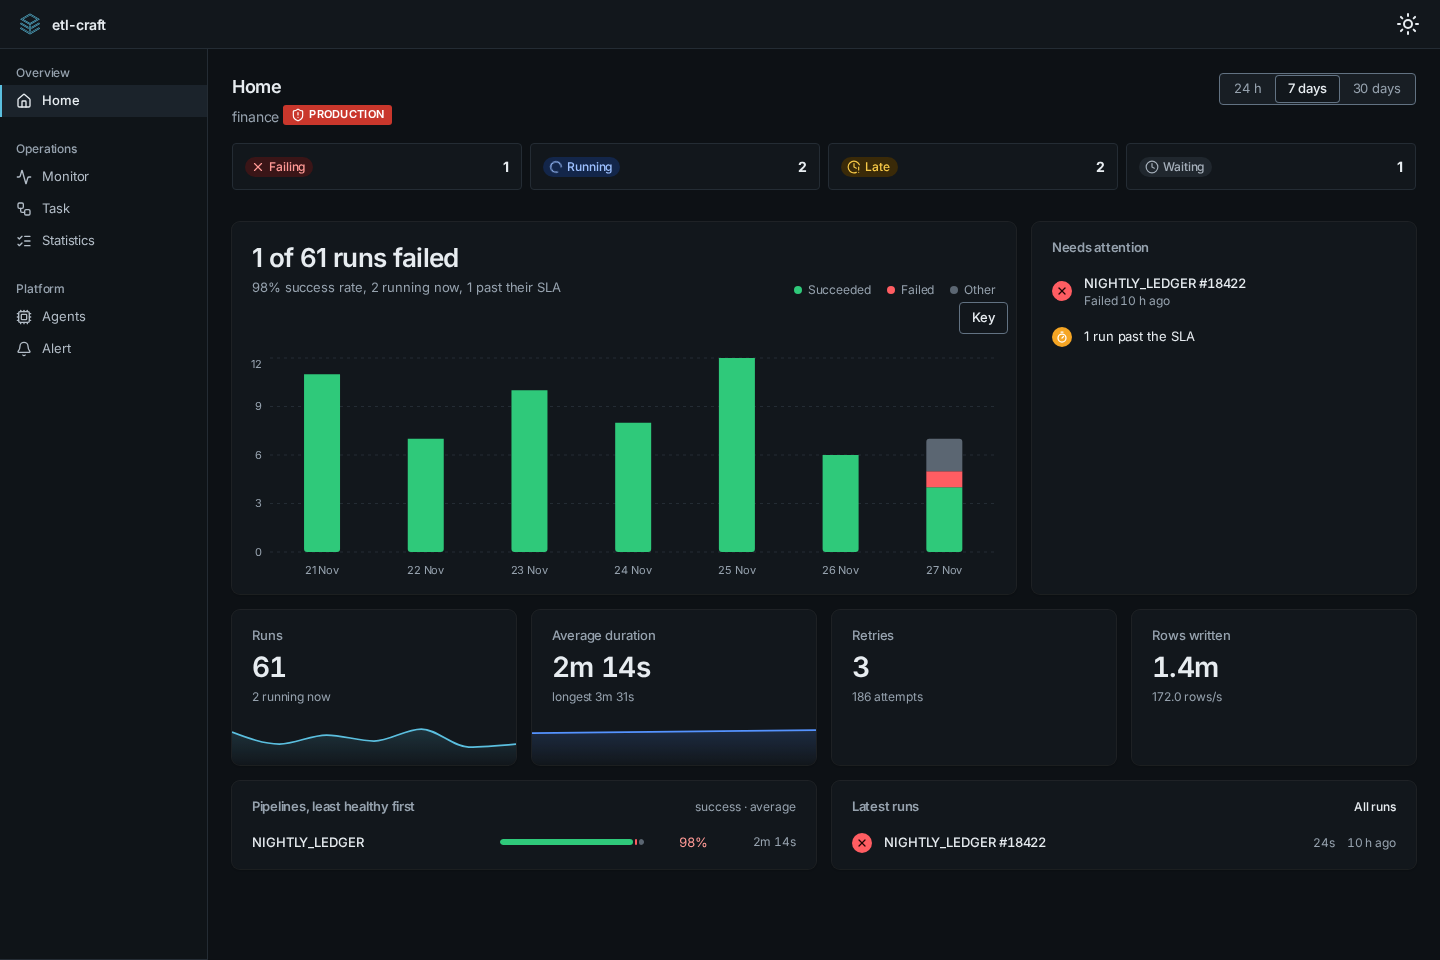 etl-craft
Overview
Home
Operations
Monitor
Task
Statistics
Platform
Agents
Alert
Home
finance PRODUCTION
24 h 7 days 30 days
Failing 1
Running 2
Late 2
Waiting 1
1 of 61 runs failed
98% success rate, 2 running now, 1 past their SLA
Succeeded Failed Other
Key
12
9
6
3
0
21 Nov 22 Nov 23 Nov 24 Nov 25 Nov 26 Nov 27 Nov
Needs attention
NIGHTLY_LEDGER #18422
Failed 10 h ago
1 run past the SLA
Runs
61
2 running now
Average duration
2m 14s
longest 3m 31s
Retries
3
186 attempts
Rows written
1.4m
172.0 rows/s
Pipelines, least healthy first success · average
NIGHTLY_LEDGER 98% 2m 14s
Latest runs All runs
NIGHTLY_LEDGER #18422 24s 10 h ago